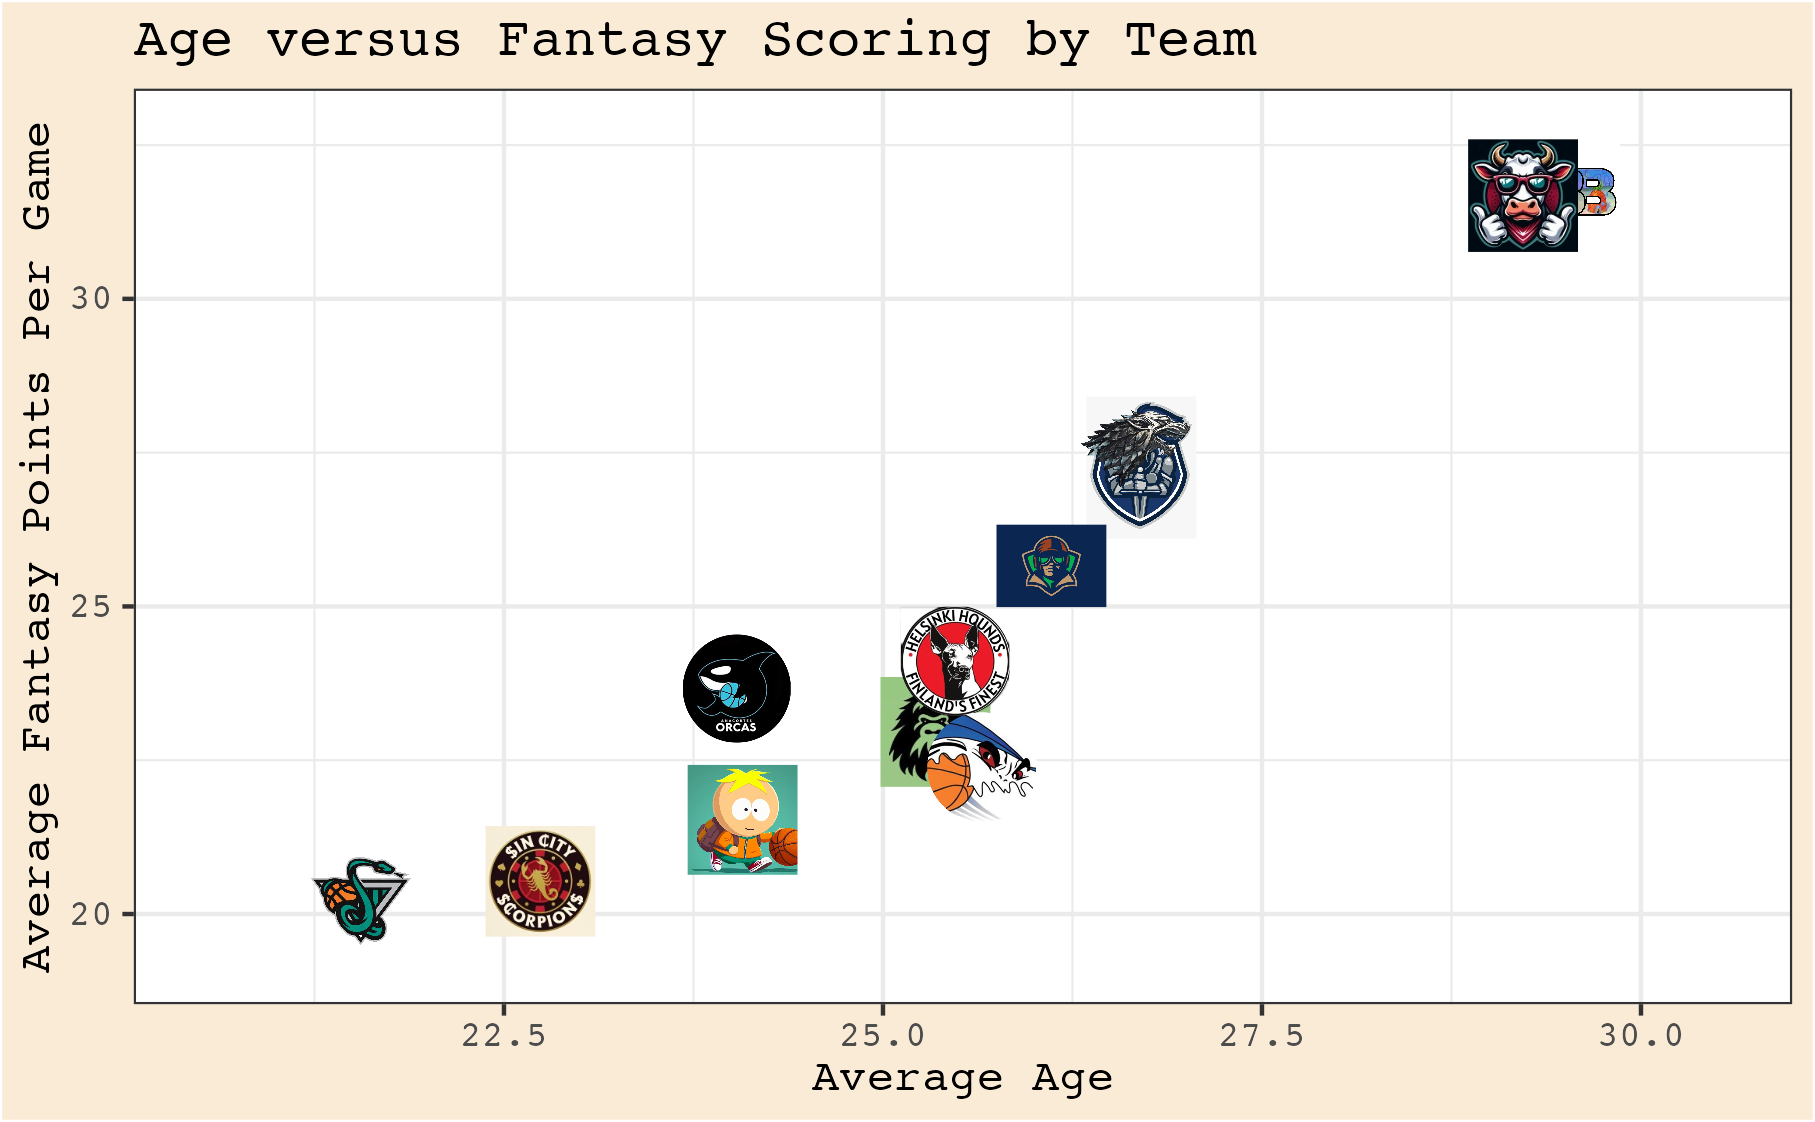 Age versus Fantasy Scoring by Team
Average Fantasy Points Per Game
30
25
20
B
HELSINKI HOUNDS
FINLAND'S FINEST
ANACORTES
ORCAS
SIN CITY
SCORPIONS
22.5 25.0 27.5 30.0
Average Age